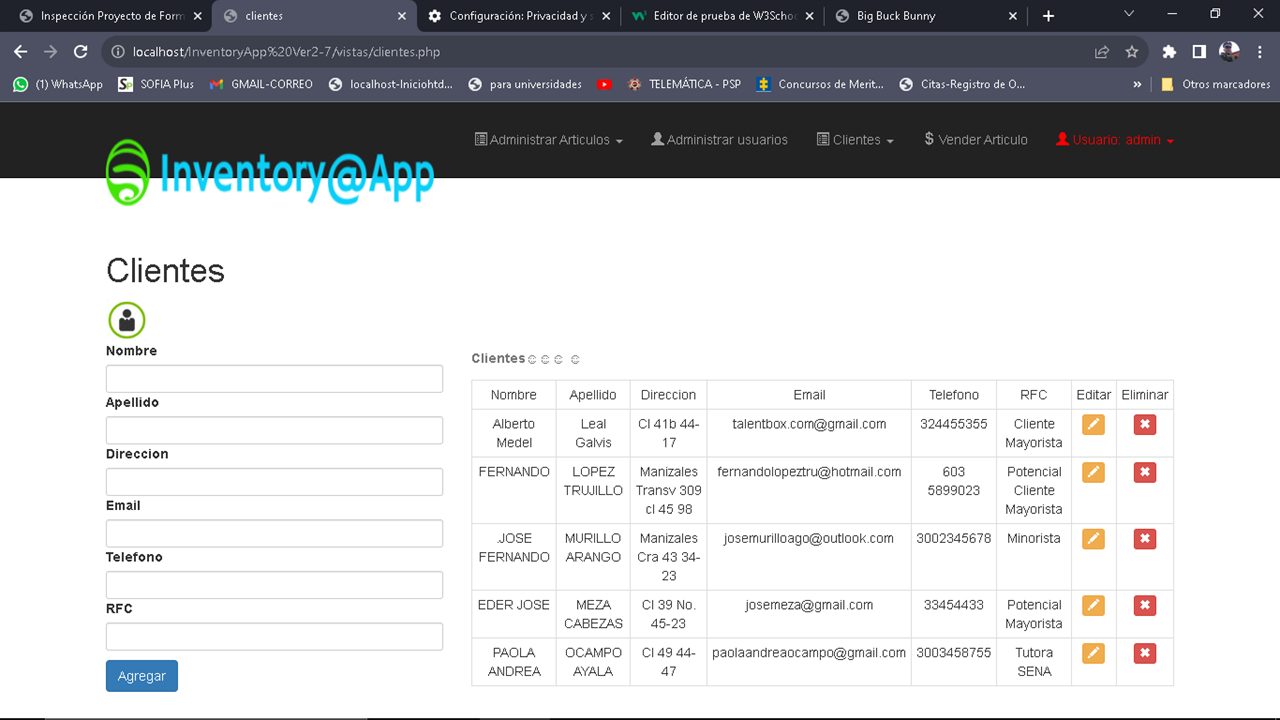 Inspección Proyecto de Form
clientes
Configuración: Privacidad y s
Editor de prueba de W3Schoo
Big Buck Bunny
localhost/InventoryApp%20Ver2-7/vistas/clientes.php
(1) WhatsApp
SOFIA Plus
GMAIL-CORREO
localhost-Iniciohtd...
para universidades
TELEMÁTICA - PSP
Concursos de Merit...
Citas-Registro de O...
»
Otros marcadores
Administrar Articulos
Administrar usuarios
Clientes
$ Vender Articulo
Usuario: admin
Inventory@App
Clientes
Nombre
Apellido
Direccion
Email
Telefono
RFC
Agregar
Clientes
Nombre Apellido Direccion Email Telefono RFC Editar Eliminar
Alberto Leal Cl 41b 44- talentbox.com@gmail.com 324455355 Cliente
Medel Galvis 17 Mayorista
FERNANDO LOPEZ Manizales fernandolopeztru@hotmail.com 603 Potencial
TRUJILLO Transv 309 5899023 Cliente
cl 45 98 Mayorista
JOSE MURILLO Manizales josemurilloago@outlook.com 3002345678 Minorista
FERNANDO ARANGO Cra 43 34-
23
EDER JOSE MEZA Cl 39 No. josemeza@gmail.com 33454433 Potencial
CABEZAS 45-23 Mayorista
PAOLA OCAMPO Cl 49 44- paolaandreaocampo@gmail.com 3003458755 Tutora
ANDREA AYALA 47 SENA